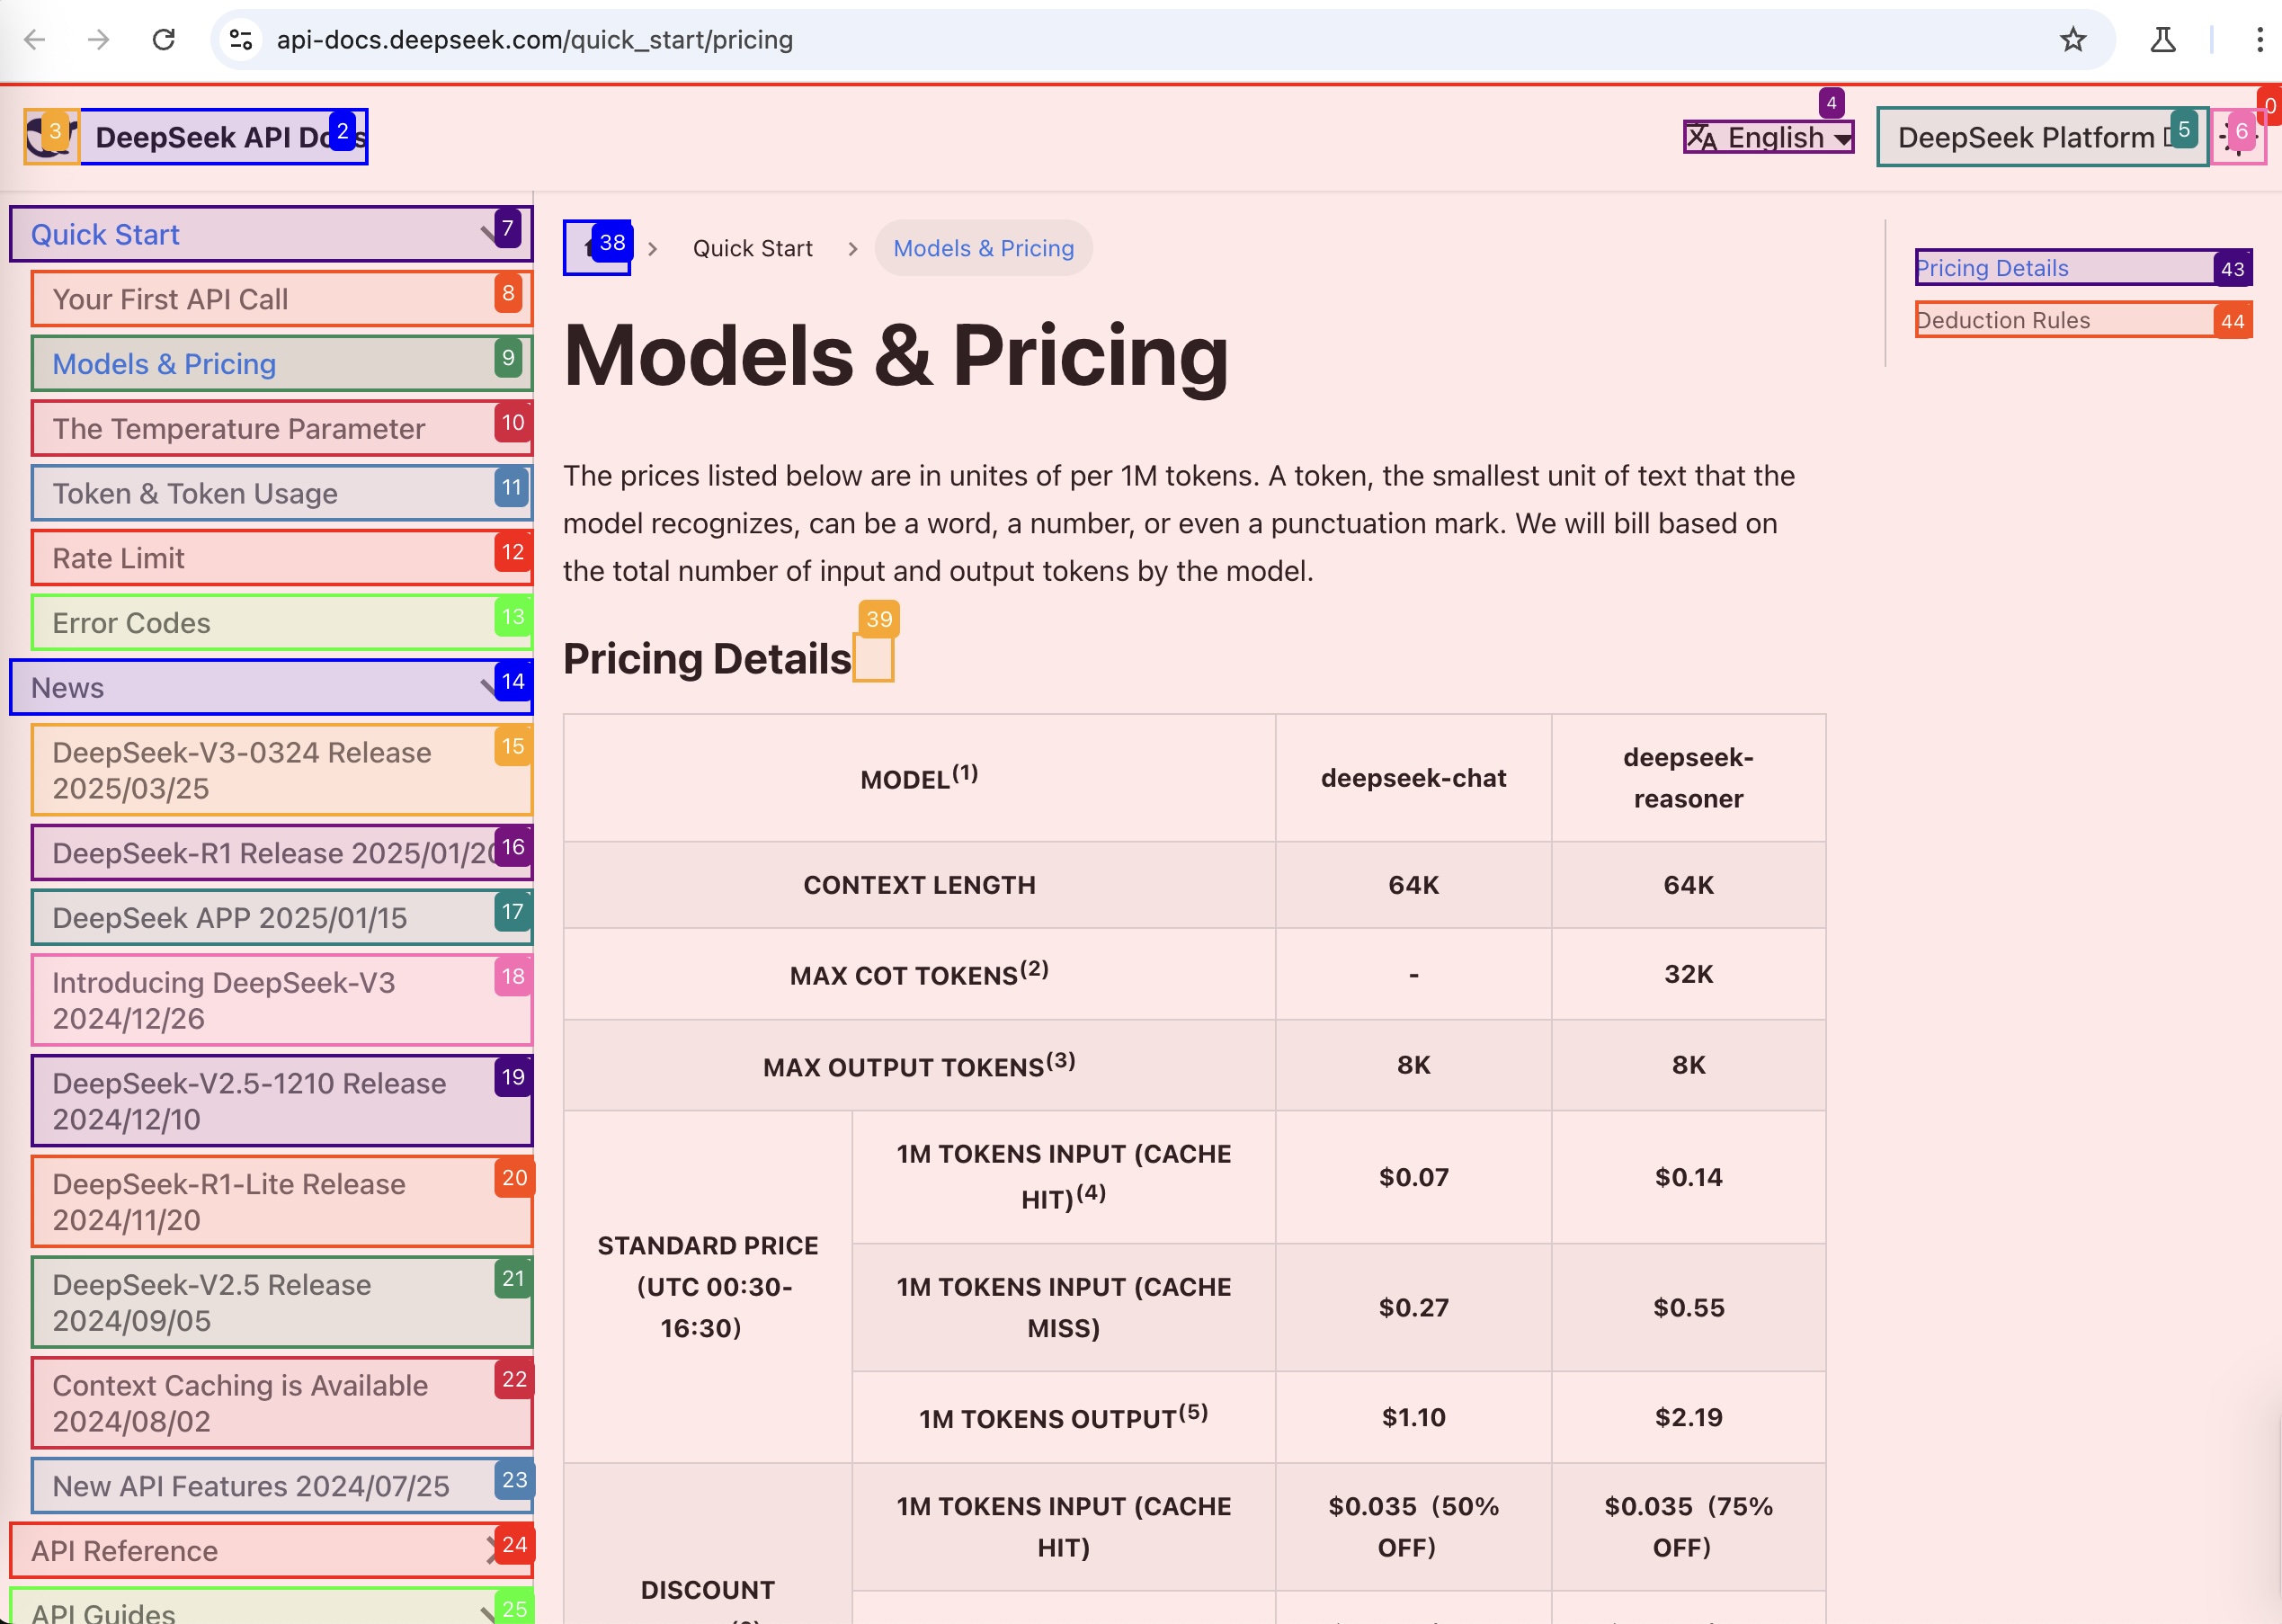 api-docs.deepseek.com/quick_start/pricing
0
3
DeepSeek API Docs
2
4
English
DeepSeek Platform
5
6
Quick Start
7
Your First API Call
8
Models & Pricing
9
The Temperature Parameter
10
Token & Token Usage
11
Rate Limit
12
Error Codes
13
News
14
DeepSeek-V3-0324 Release
2025/03/25
15
DeepSeek-R1 Release 2025/01/20
16
DeepSeek APP 2025/01/15
17
Introducing DeepSeek-V3
2024/12/26
18
DeepSeek-V2.5-1210 Release
2024/12/10
19
DeepSeek-R1-Lite Release
2024/11/20
20
DeepSeek-V2.5 Release
2024/09/05
21
Context Caching is Available
2024/08/02
22
New API Features 2024/07/25
23
API Reference
24
API Guides
25
38
Quick Start
Models & Pricing
Models & Pricing
The prices listed below are in unites of per 1M tokens. A token, the smallest unit of text that the
model recognizes, can be a word, a number, or even a punctuation mark. We will bill based on
the total number of input and output tokens by the model.
39
Pricing Details
MODEL(1) deepseek-chat deepseek-
reasoner
CONTEXT LENGTH 64K 64K
MAX COT TOKENS(2) - 32K
MAX OUTPUT TOKENS(3) 8K 8K
STANDARD PRICE
(UTC 00:30-
16:30)
1M TOKENS INPUT (CACHE
HIT)(4)
$0.07 $0.14
1M TOKENS INPUT (CACHE
MISS)
$0.27 $0.55
1M TOKENS OUTPUT(5) $1.10 $2.19
DISCOUNT
1M TOKENS INPUT (CACHE
HIT)
$0.035（50%
OFF）
$0.035（75%
OFF）
Pricing Details
43
Deduction Rules
44